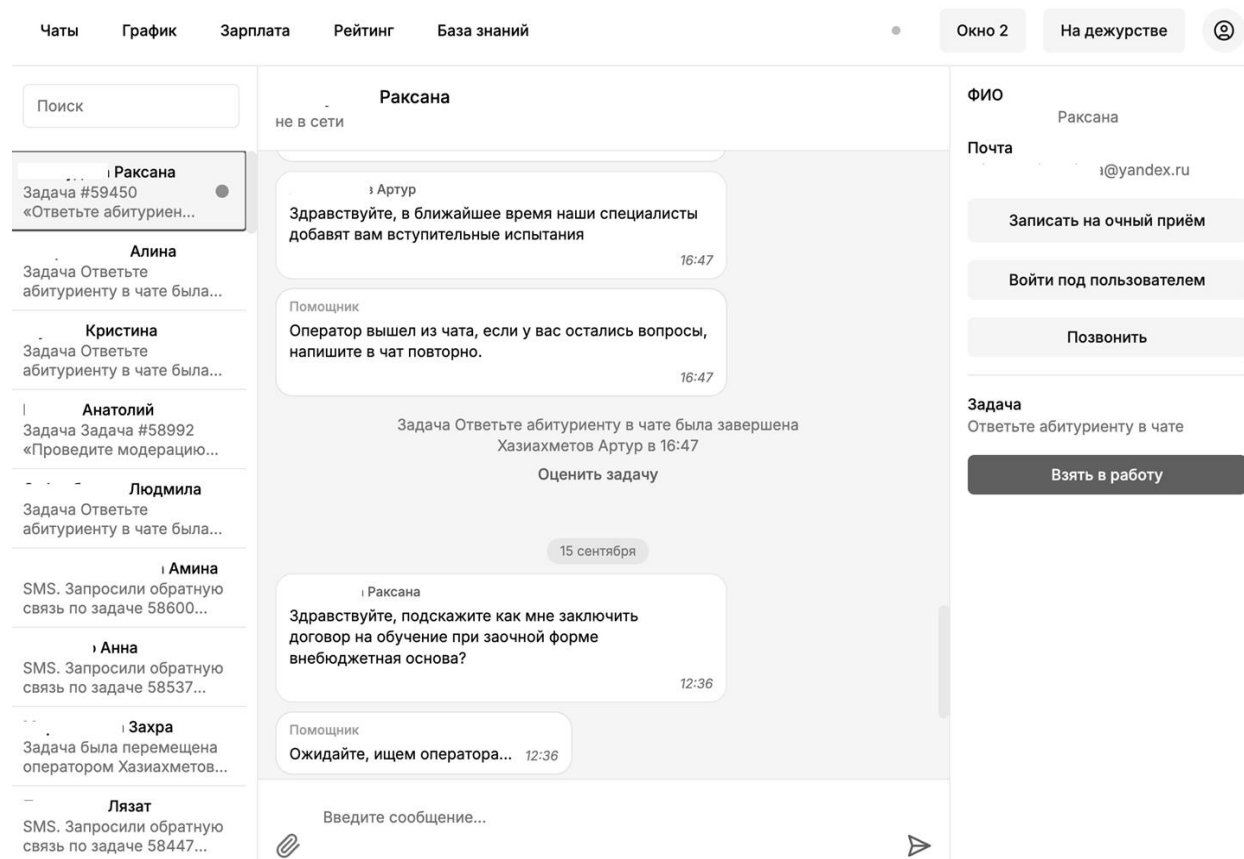 Чаты График Зарплата Рейтинг База знаний Окно 2 На дежурстве
Поиск
Раксана
Задача #59450
«Ответьте абитуриен...
Алина
Задача Ответьте
абитуриенту в чате была...
Кристина
Задача Ответьте
абитуриенту в чате была...
Анатолий
Задача Задача #58992
«Проведите модерацию...
Людмила
Задача Ответьте
абитуриенту в чате была...
Амина
SMS. Запросили обратную
связь по задаче 58600...
Анна
SMS. Запросили обратную
связь по задаче 58537...
Захра
Задача была перемещена
оператором Хазиахметов...
Лязат
SMS. Запросили обратную
связь по задаче 58447...
Раксана
не в сети
Артур
Здравствуйте, в ближайшее время наши специалисты
добавят вам вступительные испытания
16:47
Помощник
Оператор вышел из чата, если у вас остались вопросы,
напишите в чат повторно.
16:47
Задача Ответьте абитуриенту в чате была завершена
Хазиахметов Артур в 16:47
Оценить задачу
15 сентября
Раксана
Здравствуйте, подскажите как мне заключить
договор на обучение при заочной форме
внебюджетная основа?
12:36
Помощник
Ожидайте, ищем оператора... 12:36
Введите сообщение...
ФИО
Раксана
Почта
@yandex.ru
Записать на очный приём
Войти под пользователем
Позвонить
Задача
Ответьте абитуриенту в чате
Взять в работу